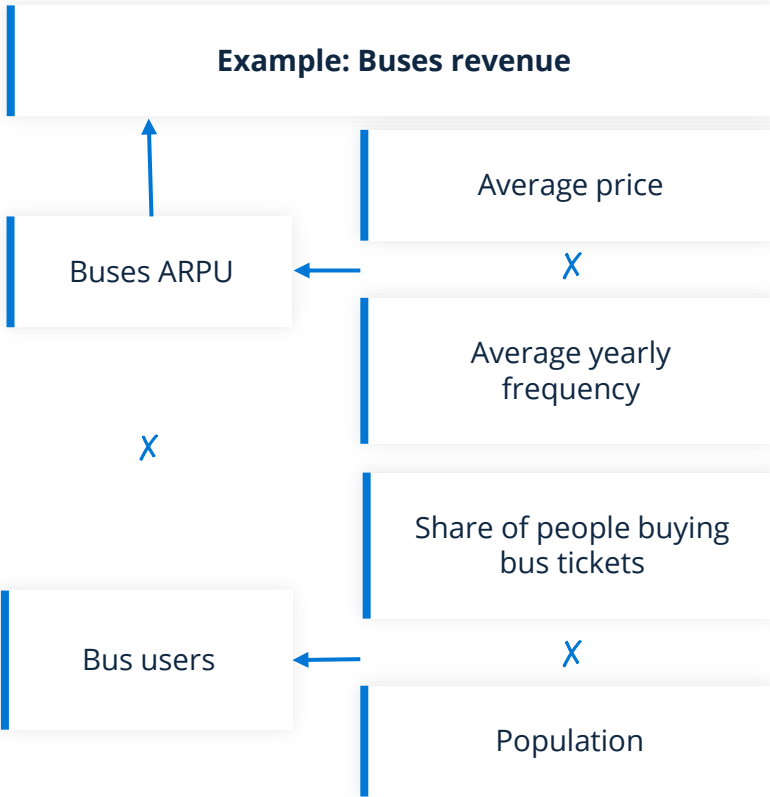 Example: Buses revenue
Average price
Buses ARPU
X
Average yearly
frequency
X
Share of people buying
bus tickets
Bus users
X
Population